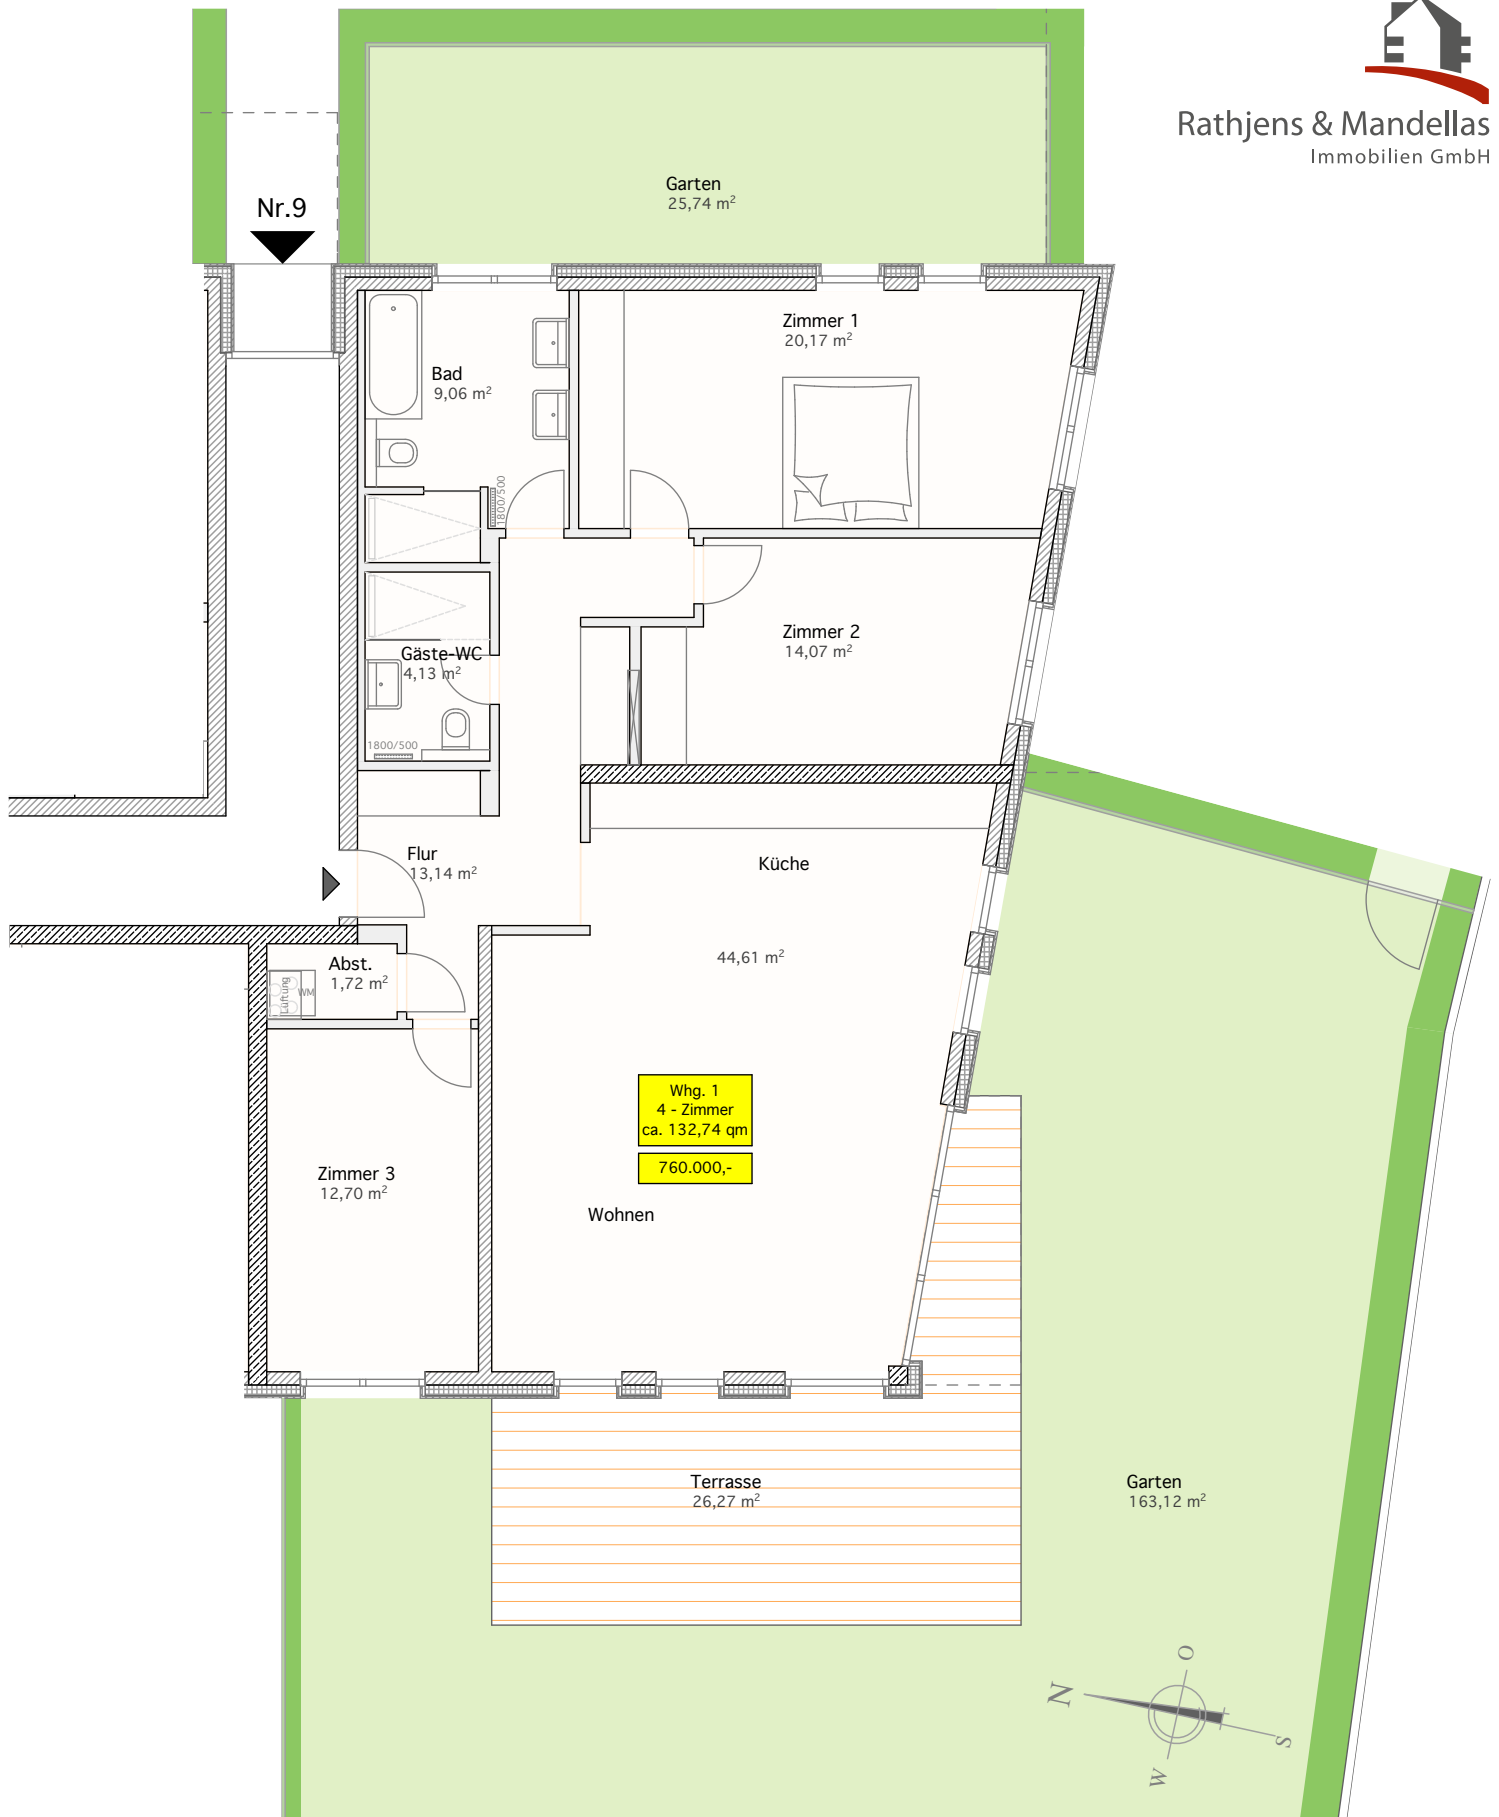 Rathjens & Mandellas
Immobilien GmbH
Garten
25,74 m²
Nr.9
Zimmer 1
20,17 m²
Bad
9,06 m²
1800/500
Zimmer 2
14,07 m²
Gäste-WC
4,13 m²
1800/500
Flur
13,14 m²
Küche
44,61 m²
Abst.
1,72 m²
Lüftung
WM
Whg. 1
4 - Zimmer
ca. 132,74 qm
760.000,-
Zimmer 3
12,70 m²
Wohnen
Terrasse
26,27 m²
Garten
163,12 m²
O
N
S
W